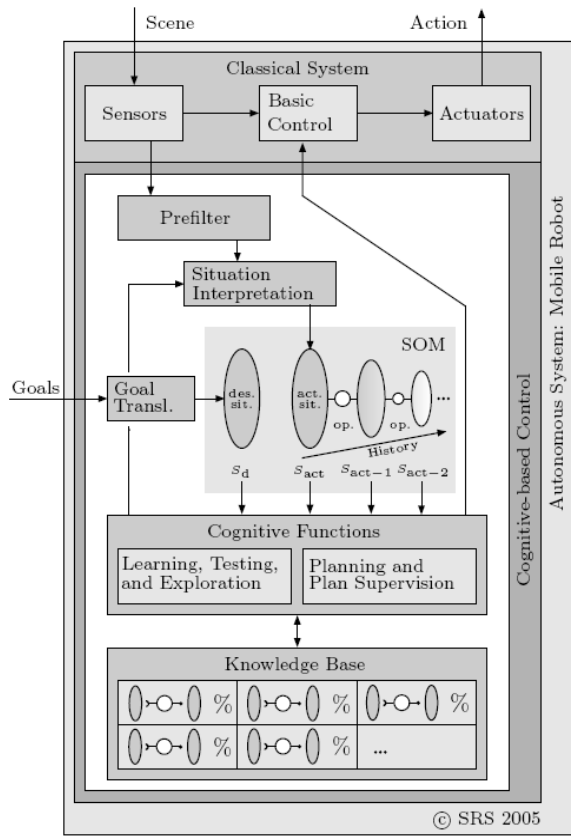 Scene
Action
Classical System
Sensors
Basic
Control
Actuators
Prefilter
Situation
Interpretation
SOM
Goals
Goal
Transl.
des.
sit.
act.
sit.
op.
op.
...
History
S_d
S_act
S_act−1
S_act−2
Cognitive Functions
Learning, Testing,
and Exploration
Planning and
Plan Supervision
Knowledge Base
%
%
%
%
%
...
Cognitive-based Control
Autonomous System: Mobile Robot
© SRS 2005